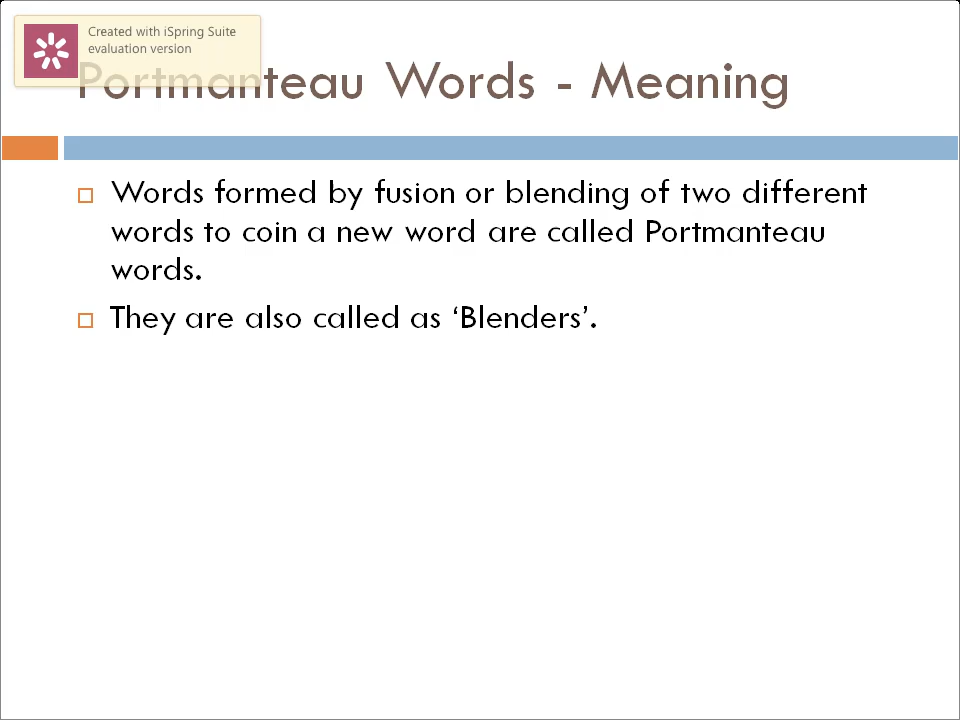 Created with iSpring Suite
evaluation version
Portmanteau Words - Meaning
Words formed by fusion or blending of two different
words to coin a new word are called Portmanteau
words.
They are also called as ‘Blenders’.